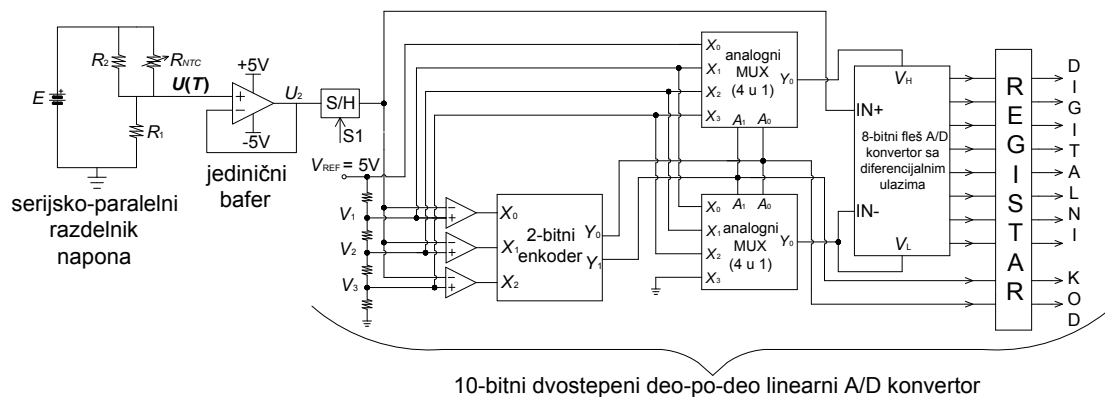 R2
RNTC
E
U(T)
R1
+5V
-5V
U2
S/H
S1
serijsko-paralelni
razdelnik
napona
jedinični
bafer
VREF = 5V
V1
V2
V3
X0
X1
X2
2-bitni
enkoder
Y0
Y1
X0
X1
X2
X3
analogni
MUX
(4 u 1)
Y0
A1
A0
A1
A0
X0
X1
X2
X3
analogni
MUX
(4 u 1)
Y0
VH
IN+
8-bitni fleš A/D
konvertor sa
diferencijalnim
ulazima
IN-
VL
REGISTAR
DIGITALNI
KOD
10-bitni dvostepeni deo-po-deo linearni A/D konvertor